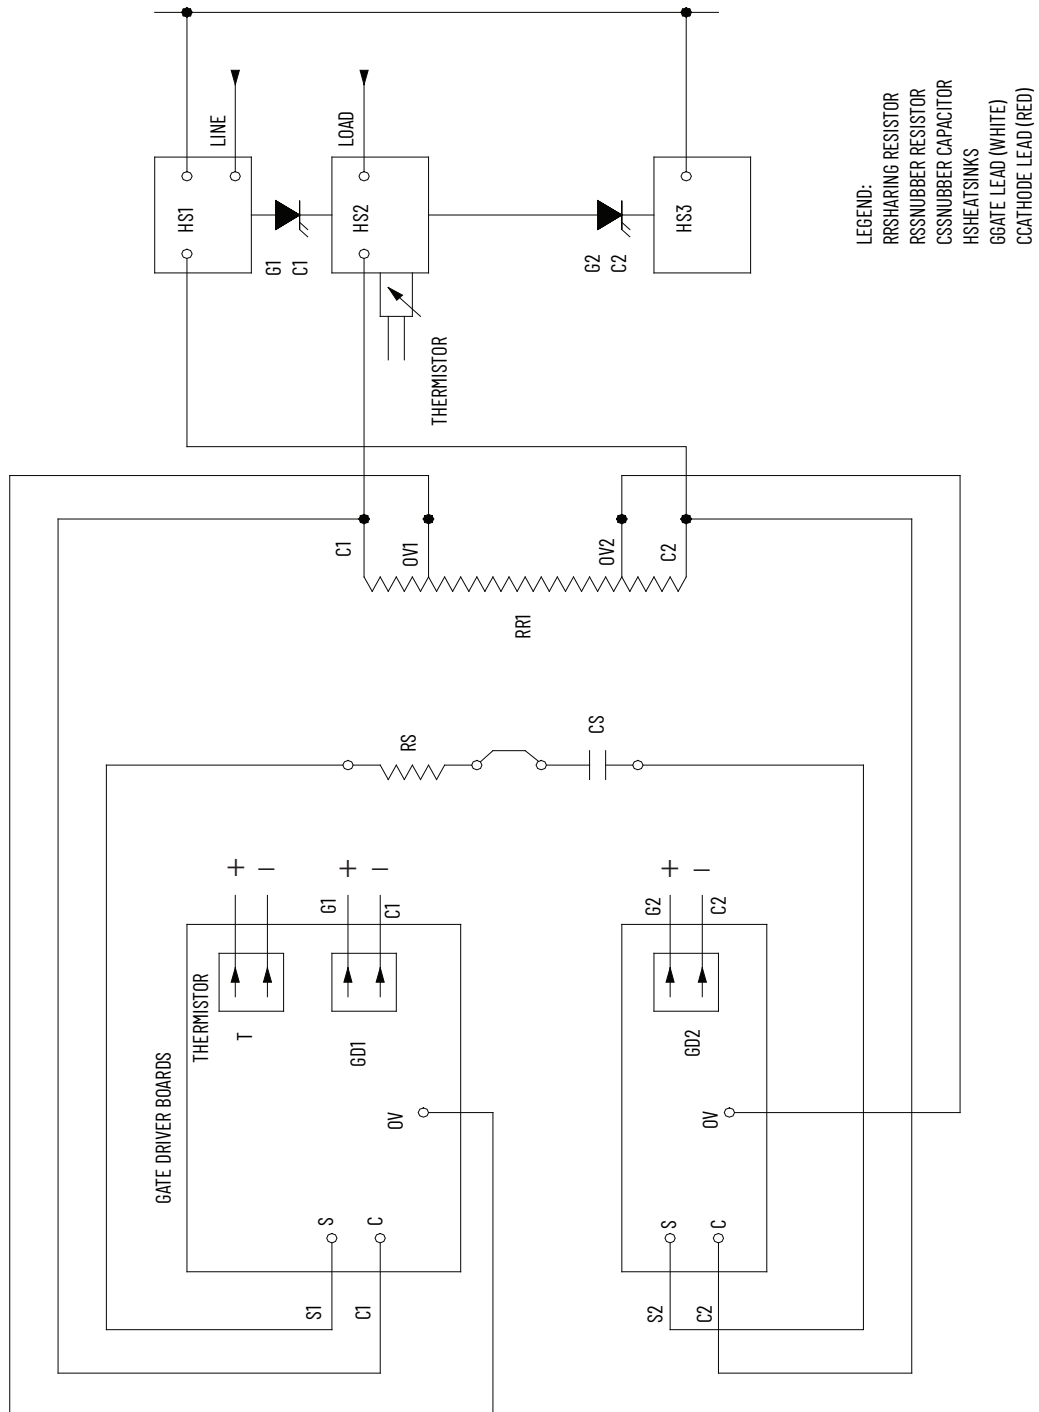 LINE
LOAD
HS1
HS2
HS3
G1
C1
G2
C2
THERMISTOR
LEGEND:
RRSHARING RESISTOR
RSSNUBBER RESISTOR
CSSNUBBER CAPACITOR
HSHEATSINKS
GGATE LEAD (WHITE)
CCATHODE LEAD (RED)
C1
OV1
OV2
C2
RR1
RS
CS
+
–
+
–
+
–
G1
C1
G2
C2
GATE DRIVER BOARDS
THERMISTOR
T
GD1
GD2
OV
OV
S
C
S
C
S1
C1
S2
C2